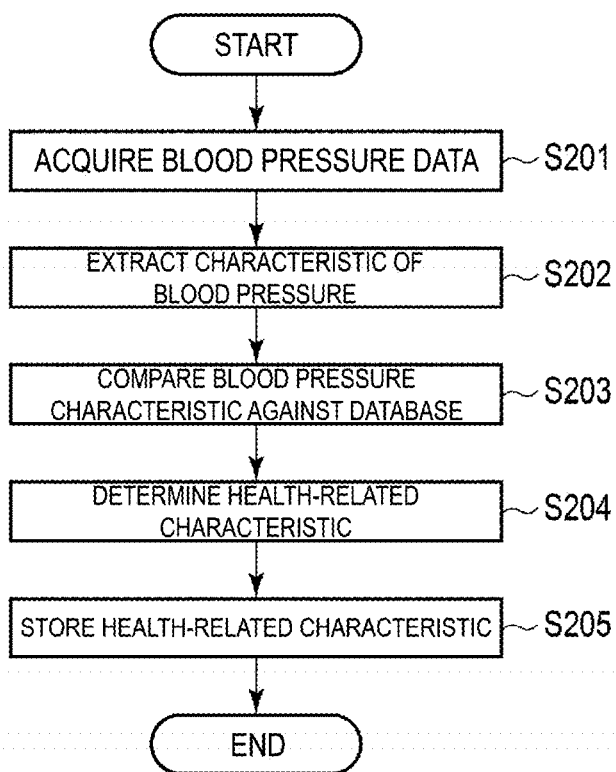 START
ACQUIRE BLOOD PRESSURE DATA
S201
EXTRACT CHARACTERISTIC OF
BLOOD PRESSURE
S202
COMPARE BLOOD PRESSURE
CHARACTERISTIC AGAINST DATABASE
S203
DETERMINE HEALTH-RELATED
CHARACTERISTIC
S204
STORE HEALTH-RELATED CHARACTERISTIC
S205
END